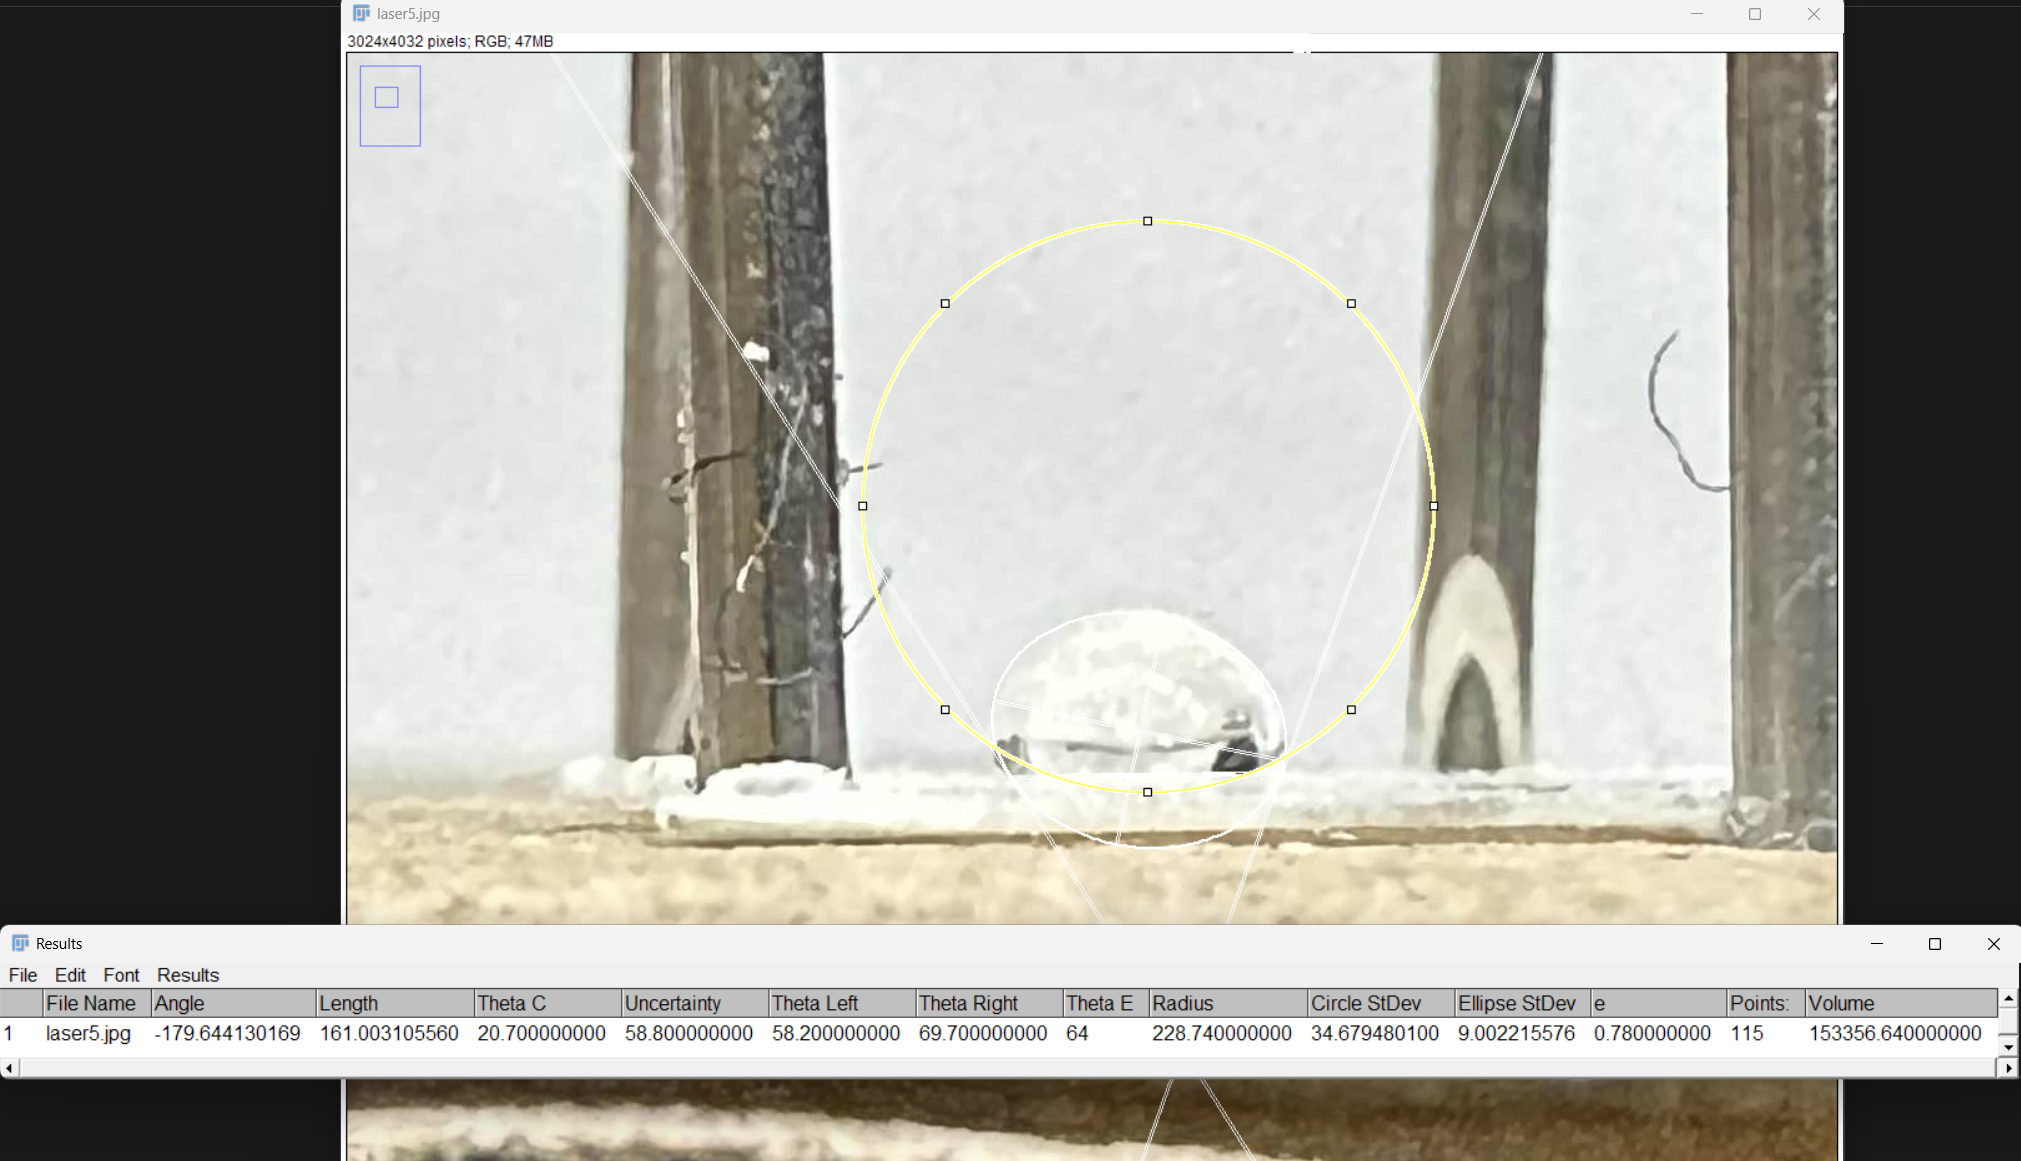 laser5.jpg
3024x4032 pixels; RGB; 47MB
Results
File Edit Font Results
File Name Angle Length Theta C Uncertainty Theta Left Theta Right Theta E Radius Circle StDev Ellipse StDev e Points: Volume
1 laser5.jpg -179.644130169 161.003105560 20.700000000 58.800000000 58.200000000 69.700000000 64 228.740000000 34.679480100 9.002215576 0.780000000 115 153356.640000000